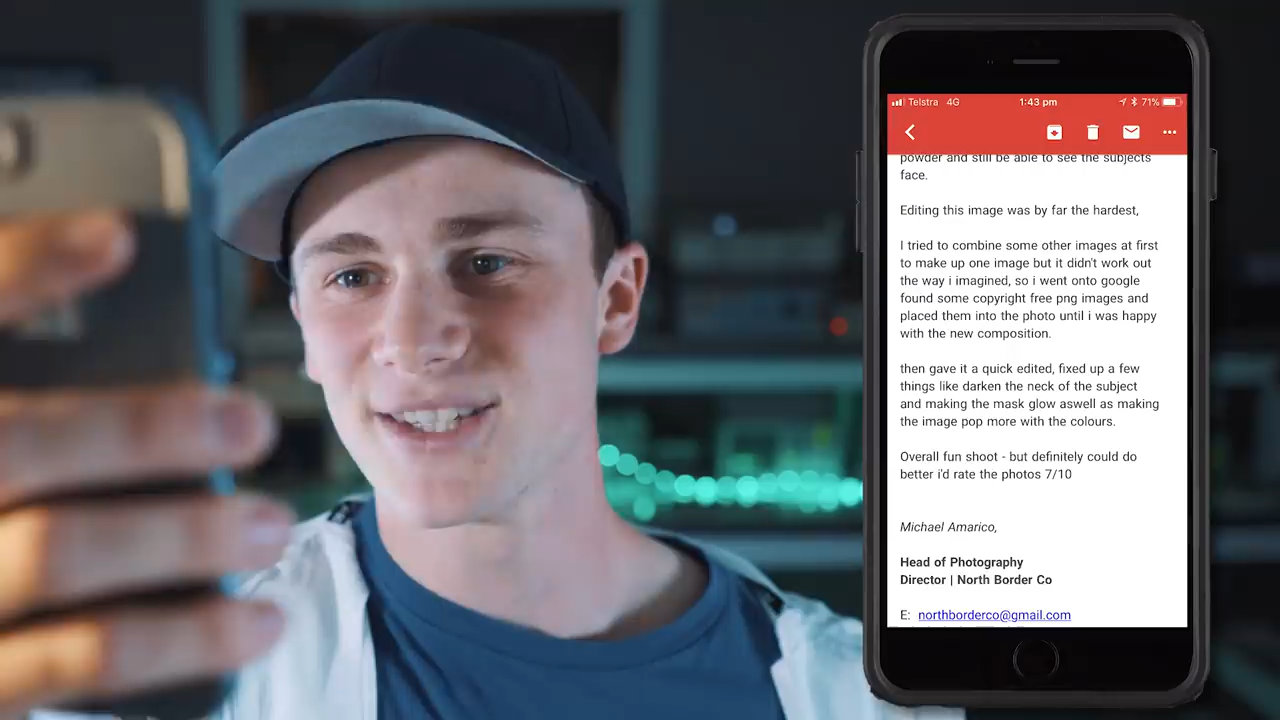 Telstra 4G 1:43 pm 71%
powder and still be able to see the subjects
face.
Editing this image was by far the hardest,
I tried to combine some other images at first
to make up one image but it didn't work out
the way i imagined, so i went onto google
found some copyright free png images and
placed them into the photo until i was happy
with the new composition.
then gave it a quick edited, fixed up a few
things like darken the neck of the subject
and making the mask glow aswell as making
the image pop more with the colours.
Overall fun shoot - but definitely could do
better i'd rate the photos 7/10
Michael Amarico,
Head of Photography
Director | North Border Co
E: northborderco@gmail.com